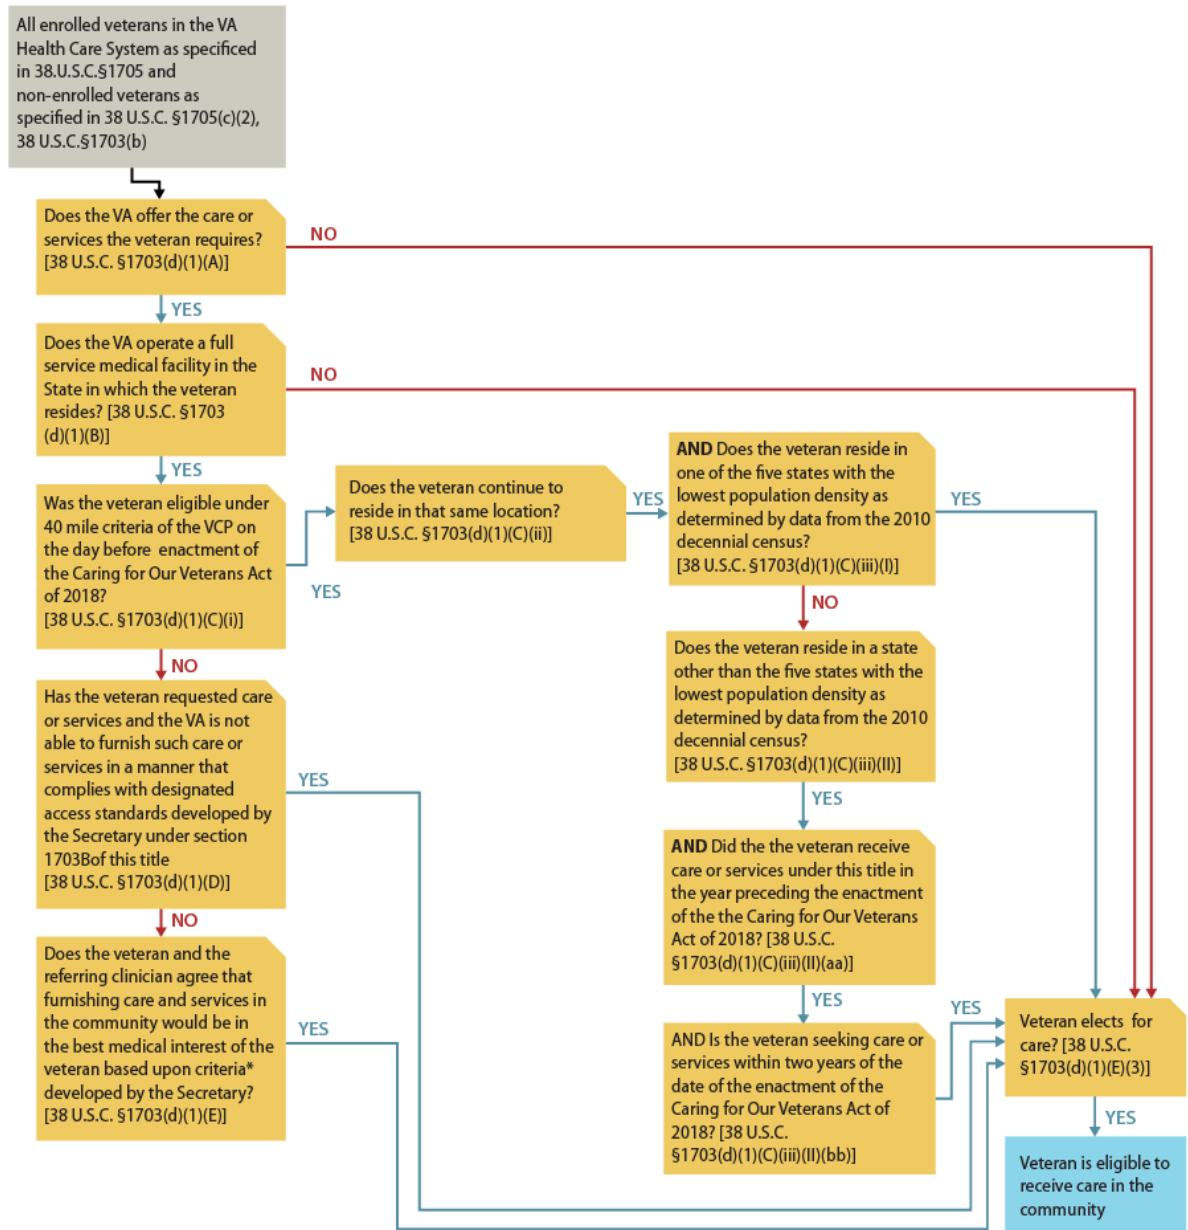 All enrolled veterans in the VA
Health Care System as specificed
in 38.U.S.C.§1705 and
non-enrolled veterans as
specified in 38 U.S.C. §1705(c)(2),
38 U.S.C.§1703(b)
Does the VA offer the care or
services the veteran requires?
[38 U.S.C. §1703(d)(1)(A)]
NO
YES
Does the VA operate a full
service medical facility in the
State in which the veteran
resides? [38 U.S.C. §1703
(d)(1)(B)]
NO
YES
Was the veteran eligible under
40 mile criteria of the VCP on
the day before enactment of
the Caring for Our Veterans Act
of 2018?
[38 U.S.C. §1703(d)(1)(C)(i)]
YES
Does the veteran continue to
reside in that same location?
[38 U.S.C. §1703(d)(1)(C)(ii)]
YES
AND Does the veteran reside in
one of the five states with the
lowest population density as
determined by data from the 2010
decennial census?
[38 U.S.C. §1703(d)(1)(C)(iii)(I)]
YES
NO
Does the veteran reside in a state
other than the five states with the
lowest population density as
determined by data from the 2010
decennial census?
[38 U.S.C. §1703(d)(1)(C)(iii)(II)]
YES
AND Did the the veteran receive
care or services under this title in
the year preceding the enactment
of the the Caring for Our Veterans
Act of 2018? [38 U.S.C.
§1703(d)(1)(C)(iii)(II)(aa)]
YES
AND Is the veteran seeking care or
services within two years of the
date of the enactment of the
Caring for Our Veterans Act of
2018? [38 U.S.C.
§1703(d)(1)(C)(iii)(II)(bb)]
YES
NO
Has the veteran requested care
or services and the VA is not
able to furnish such care or
services in a manner that
complies with designated
access standards developed by
the Secretary under section
1703Bof this title
[38 U.S.C. §1703(d)(1)(D)]
YES
NO
Does the veteran and the
referring clinician agree that
furnishing care and services in
the community would be in
the best medical interest of the
veteran based upon criteria*
developed by the Secretary?
[38 U.S.C. §1703(d)(1)(E)]
YES
Veteran elects for
care? [38 U.S.C.
§1703(d)(1)(E)(3)]
YES
Veteran is eligible to
receive care in the
community